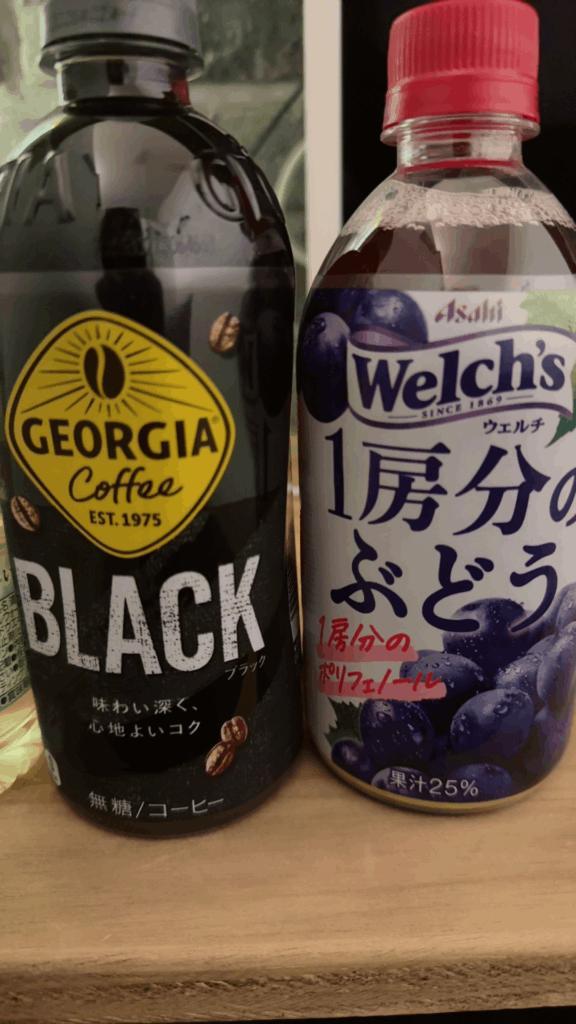 GEORGIA
Coffee
EST. 1975
BLACK
ブラック
味わい深く、
心地よいコク
無糖/コーヒー
Asahi
Welch's
SINCE 1869
ウェルチ
1房分の
ぶどう
1房分の
ポリフェノール
果汁25%